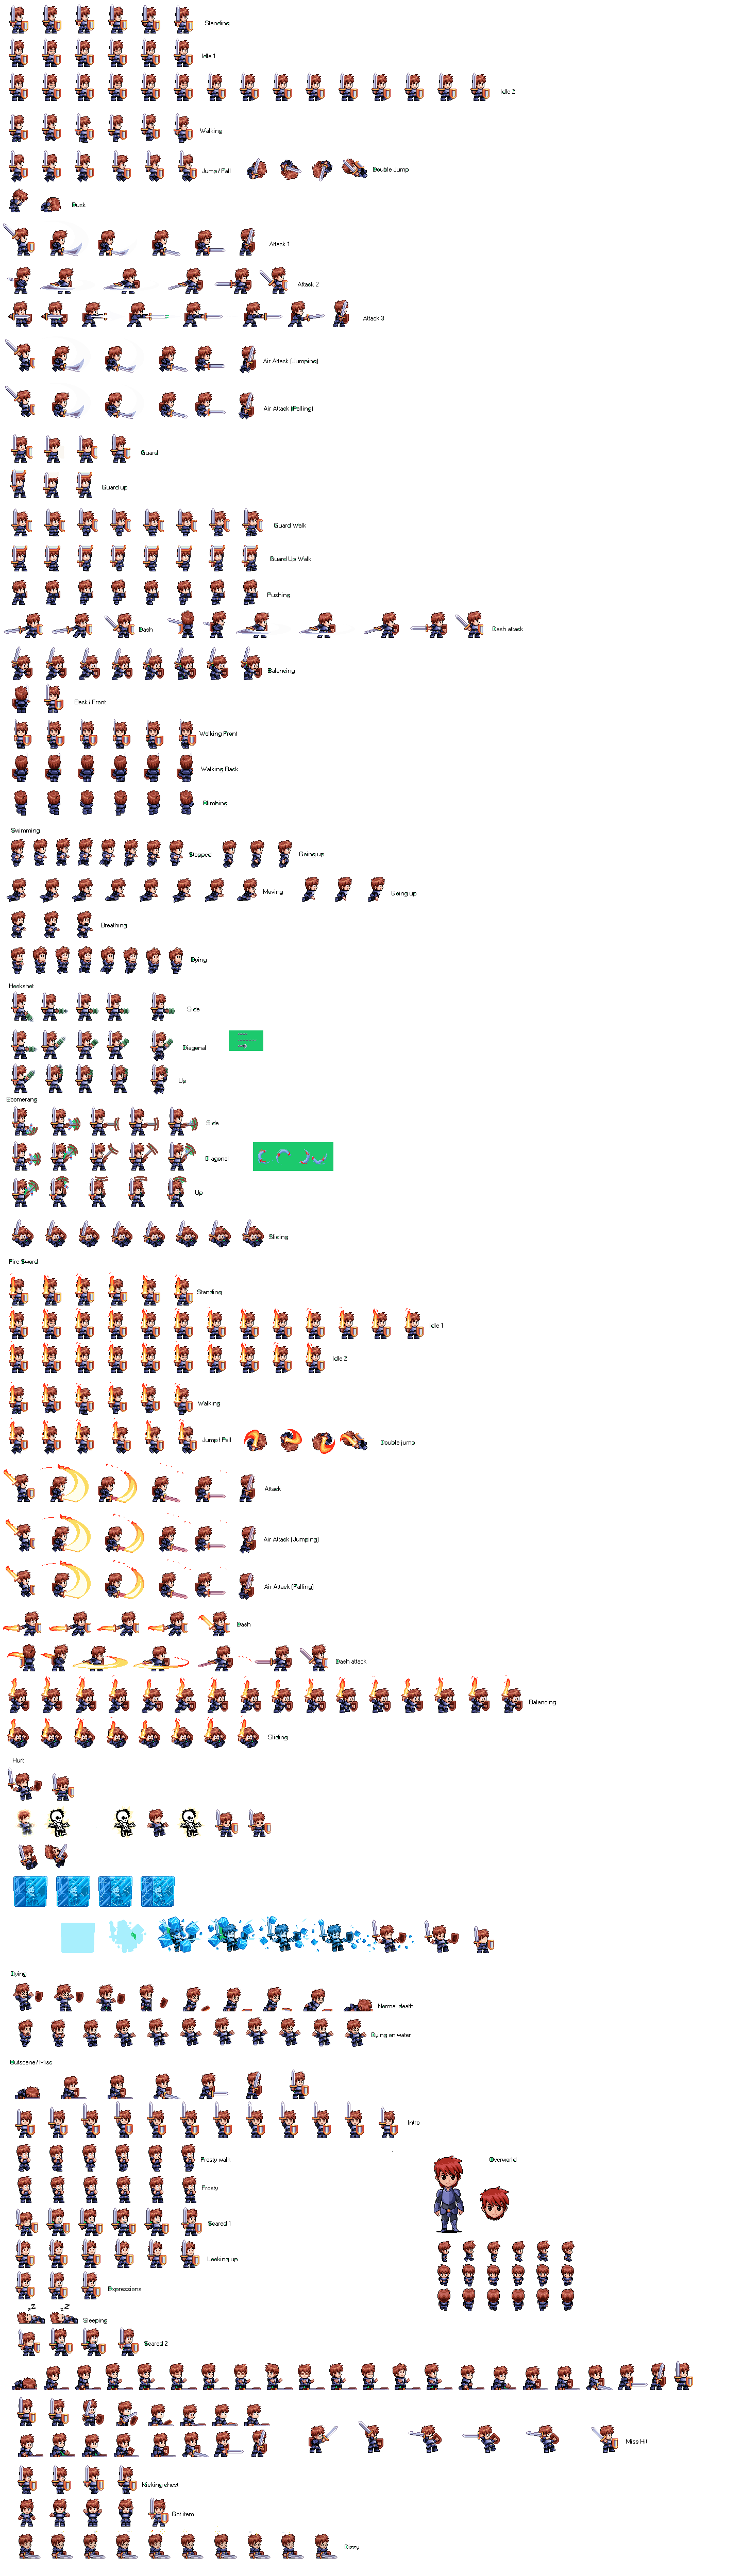 Standing
Idle 1
Idle 2
Walking
Jump / Fall
Double Jump
Duck
Attack 1
Attack 2
Attack 3
Air Attack (Jumping)
Air Attack (Falling)
Guard
Guard up
Guard Walk
Guard Up Walk
Pushing
Dash
Dash attack
Balancing
Back / Front
Walking Front
Walking Back
Climbing
Swimming
Stopped
Going up
Moving
Going up
Breathing
Dying
Hookshot
Side
Diagonal
Up
Boomerang
Side
Diagonal
Up
Sliding
Fire Sword
Standing
Idle 1
Idle 2
Walking
Jump / Fall
Double jump
Attack
Air Attack (Jumping)
Air Attack (Falling)
Dash
Dash attack
Balancing
Sliding
Hurt
Dying
Normal death
Dying on water
Cutscene / Misc
Intro
Frosty walk
Overworld
Frosty
Scared 1
Looking up
Expressions
z Z z Z
Sleeping
Scared 2
Miss Hit
Kicking chest
Got item
Dizzy